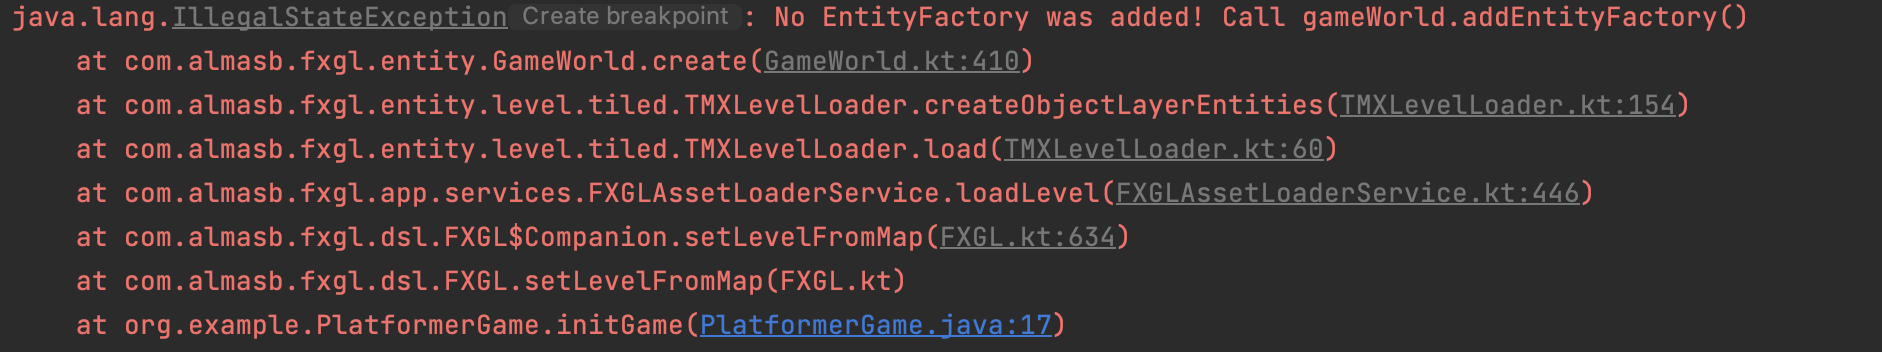 java.lang.IllegalStateException Create breakpoint : No EntityFactory was added! Call gameWorld.addEntityFactory()
at com.almasb.fxgl.entity.GameWorld.create(GameWorld.kt:410)
at com.almasb.fxgl.entity.level.tiled.TMXLevelLoader.createObjectLayerEntities(TMXLevelLoader.kt:154)
at com.almasb.fxgl.entity.level.tiled.TMXLevelLoader.load(TMXLevelLoader.kt:60)
at com.almasb.fxgl.app.services.FXGLAssetLoaderService.loadLevel(FXGLAssetLoaderService.kt:446)
at com.almasb.fxgl.dsl.FXGL$Companion.setLevelFromMap(FXGL.kt:634)
at com.almasb.fxgl.dsl.FXGL.setLevelFromMap(FXGL.kt)
at org.example.PlatformerGame.initGame(PlatformerGame.java:17)